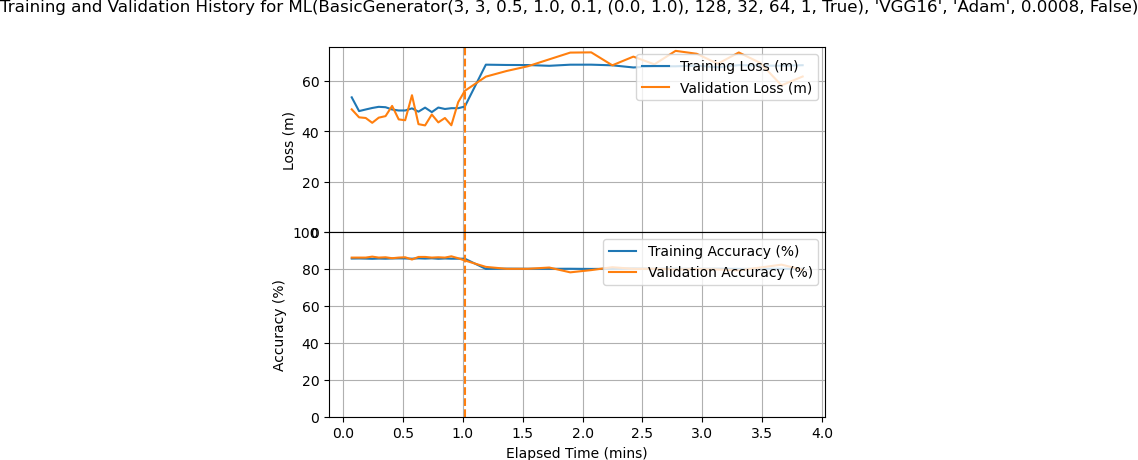 Training and Validation History for ML(BasicGenerator(3, 3, 0.5, 1.0, 0.1, (0.0, 1.0), 128, 32, 64, 1, True), 'VGG16', 'Adam', 0.0008, False)
Training Loss (m)
Validation Loss (m)
60
40
20
0
Loss (m)
Training Accuracy (%)
Validation Accuracy (%)
100
80
60
40
20
0
Accuracy (%)
0.0 0.5 1.0 1.5 2.0 2.5 3.0 3.5 4.0
Elapsed Time (mins)